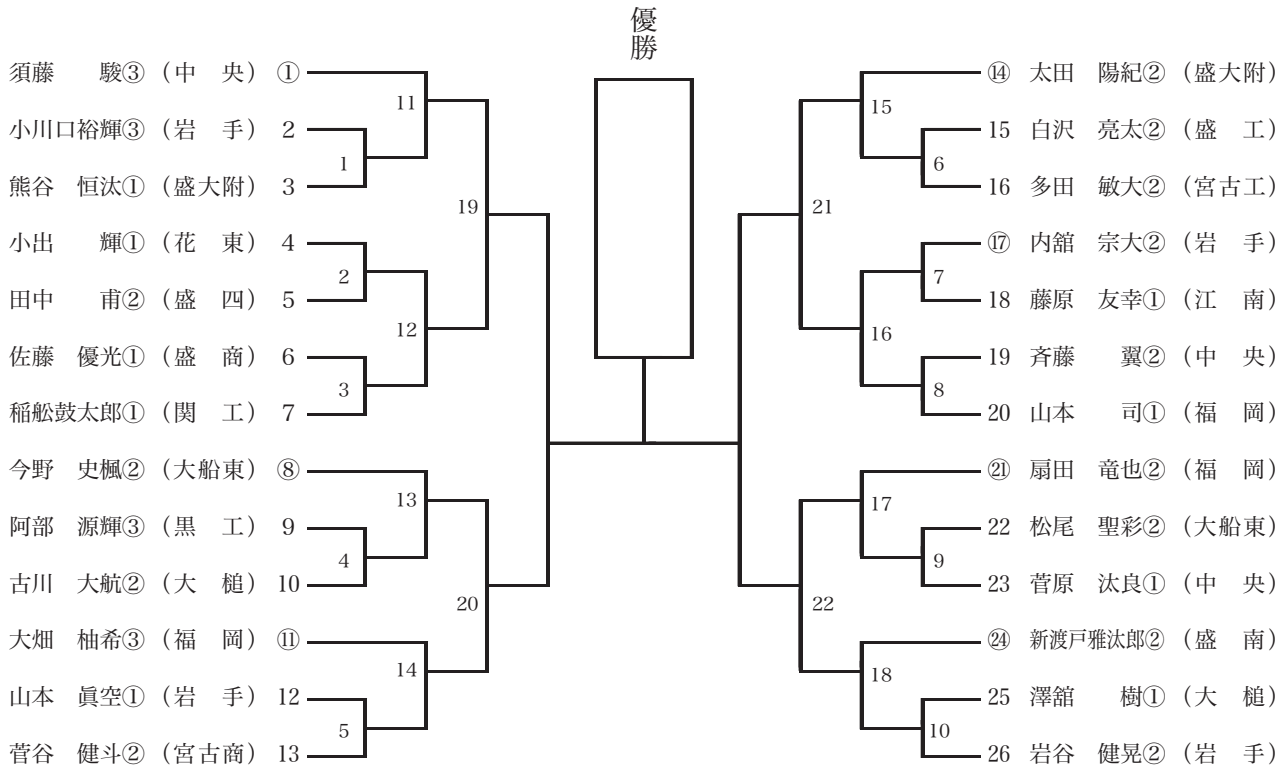 優勝
須藤　　駿③（中　央）①
小川口裕輝③（岩　手）2
熊谷　恒汰①（盛大附）3
小出　　輝①（花　東）4
田中　　甫②（盛　四）5
佐藤　優光①（盛　商）6
稲舩鼓太郎①（関　工）7
今野　史楓②（大船東）⑧
阿部　源輝③（黒　工）9
古川　大航②（大　槌）10
大畑　柚希③（福　岡）⑪
山本　眞空①（岩　手）12
菅谷　健斗②（宮古商）13
11
1
19
2
12
3
13
4
20
14
5
15
6
21
7
16
8
17
9
22
18
10
⑭　太田　陽紀②（盛大附）
15　白沢　亮太②（盛　工）
16　多田　敏大②（宮古工）
⑰　内舘　宗大②（岩　手）
18　藤原　友幸①（江　南）
19　斉藤　　翼②（中　央）
20　山本　　司①（福　岡）
㉑　扇田　竜也②（福　岡）
22　松尾　聖彩②（大船東）
23　菅原　汰良①（中　央）
㉔　新渡戸雅汰郎②（盛　南）
25　澤舘　　樹①（大　槌）
26　岩谷　健晃②（岩　手）